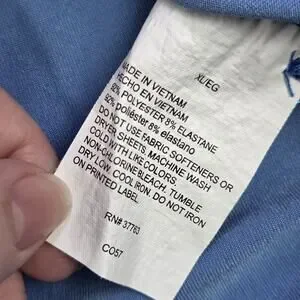 XL/EG
MADE IN VIETNAM
HECHO EN VIETNAM
92% POLYESTER 8% ELASTANE
92% poliéster 8% elastano
DO NOT USE FABRIC SOFTENERS OR
DRYER SHEETS, MACHINE WASH
COLD WITH LIKE COLORS.
NON-CHLORINE BLEACH. TUMBLE
DRY LOW. COOL IRON. DO NOT IRON
ON PRINTED LABEL
RN# 37763
CO57